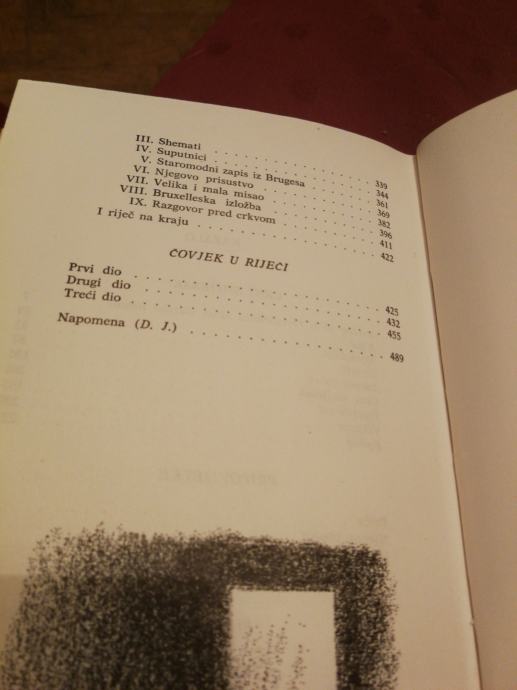 III. Shemati . . . . . . . . . . . . . 339
IV. Suputnici . . . . . . . . . . . . . 344
V. Staromodni zapis iz Brugesa . . . . . . 361
VI. Njegovo prisustvo . . . . . . . . . . 369
VII. Velika i mala misao . . . . . . . . . 382
VIII. Bruxelleska izložba . . . . . . . . . 396
IX. Razgovor pred crkvom . . . . . . . . 411
I riječ na kraju . . . . . . . . . . . . . 422
ČOVJEK U RIJEČI
Prvi dio . . . . . . . . . . . . . . . . 425
Drugi dio . . . . . . . . . . . . . . . 432
Treći dio . . . . . . . . . . . . . . . 455
Napomena (D. J.) . . . . . . . . . . . . 489